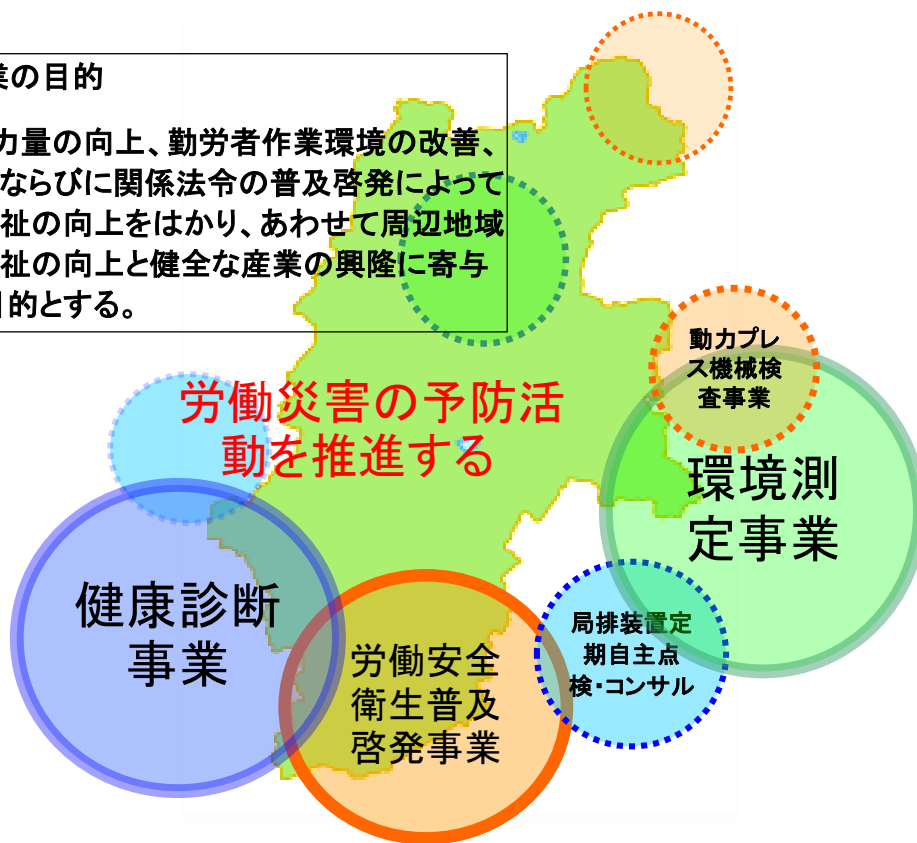 業の目的
力量の向上、勤労者作業環境の改善、
ならびに関係法令の普及啓発によって
祉の向上をはかり、あわせて周辺地域
祉の向上と健全な産業の興隆に寄与
目的とする。
動力プレ
ス機械検
査事業
労働災害の予防活
動を推進する
環境測
定事業
健康診断
事業
局排装置定
期自主点
検・コンサル
労働安全
衛生普及
啓発事業